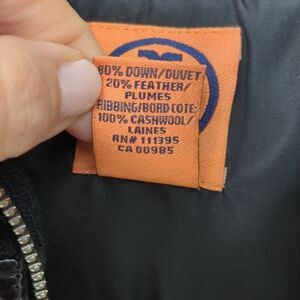 80% DOWN/DUVET
20% FEATHER/
PLUMES
RIBBING/BORD COTE:
100% CASHWOOL/
LAINES
RN# 111395
CA 00985